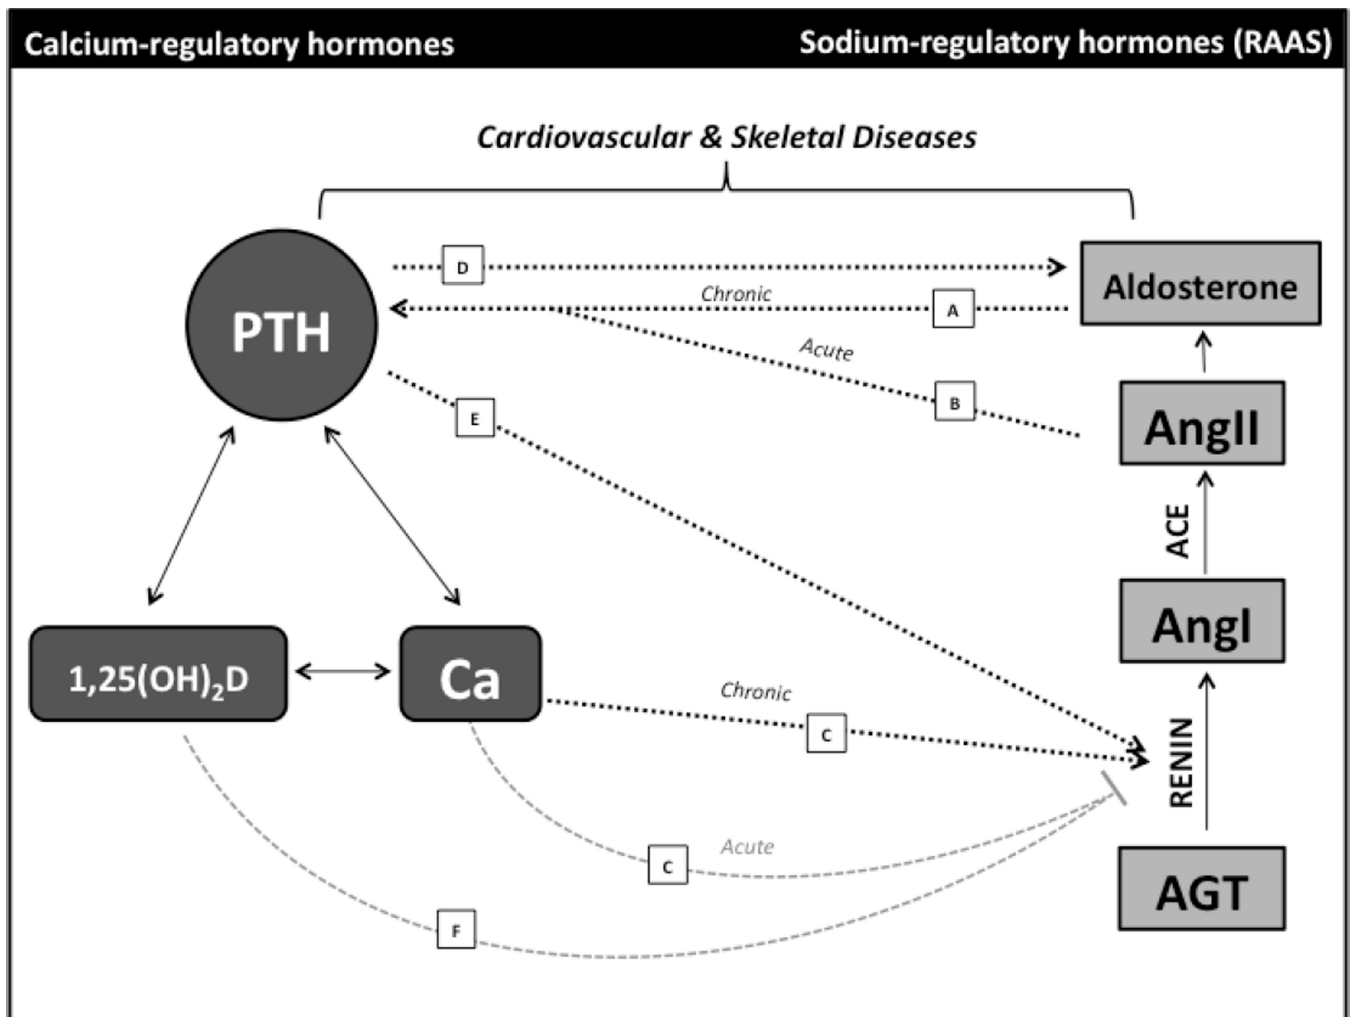 Calcium-regulatory hormones
Sodium-regulatory hormones (RAAS)
Cardiovascular & Skeletal Diseases
D
Aldosterone
Chronic
A
PTH
Acute
B
AngII
E
ACE
AngI
1,25(OH)₂D
Ca
Chronic
C
RENIN
Acute
C
AGT
F